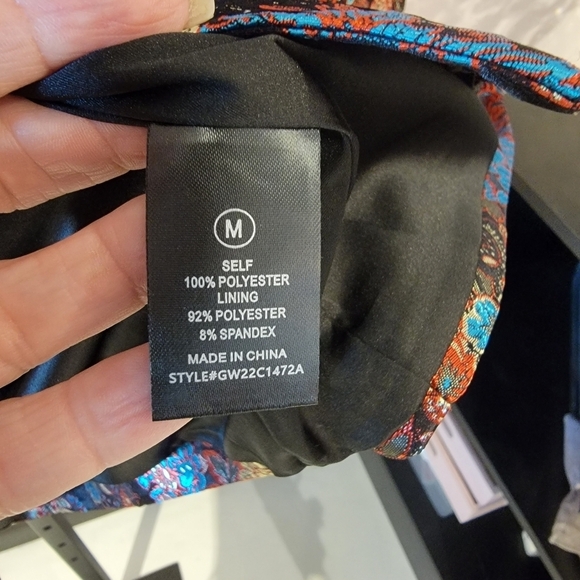 M
SELF
100% POLYESTER
LINING
92% POLYESTER
8% SPANDEX
MADE IN CHINA
STYLE#GW22C1472A